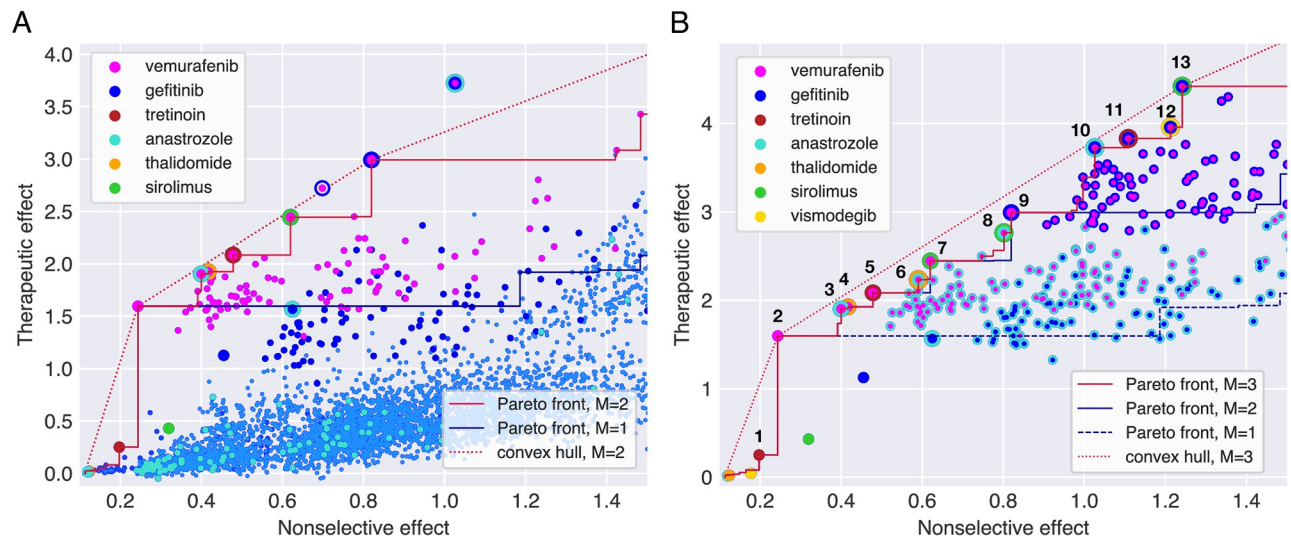 A
4.0
3.5
3.0
2.5
2.0
1.5
1.0
0.5
0.0
Therapeutic effect
vemurafenib
gefitinib
tretinoin
anastrozole
thalidomide
sirolimus
Pareto front, M=2
Pareto front, M=1
convex hull, M=2
0.2 0.4 0.6 0.8 1.0 1.2 1.4
Nonselective effect
B
4
3
2
1
0
Therapeutic effect
vemurafenib
gefitinib
tretinoin
anastrozole
thalidomide
sirolimus
vismodegib
13
11
12
10
9
8
7
6
5
3 4
2
1
Pareto front, M=3
Pareto front, M=2
Pareto front, M=1
convex hull, M=3
0.2 0.4 0.6 0.8 1.0 1.2 1.4
Nonselective effect